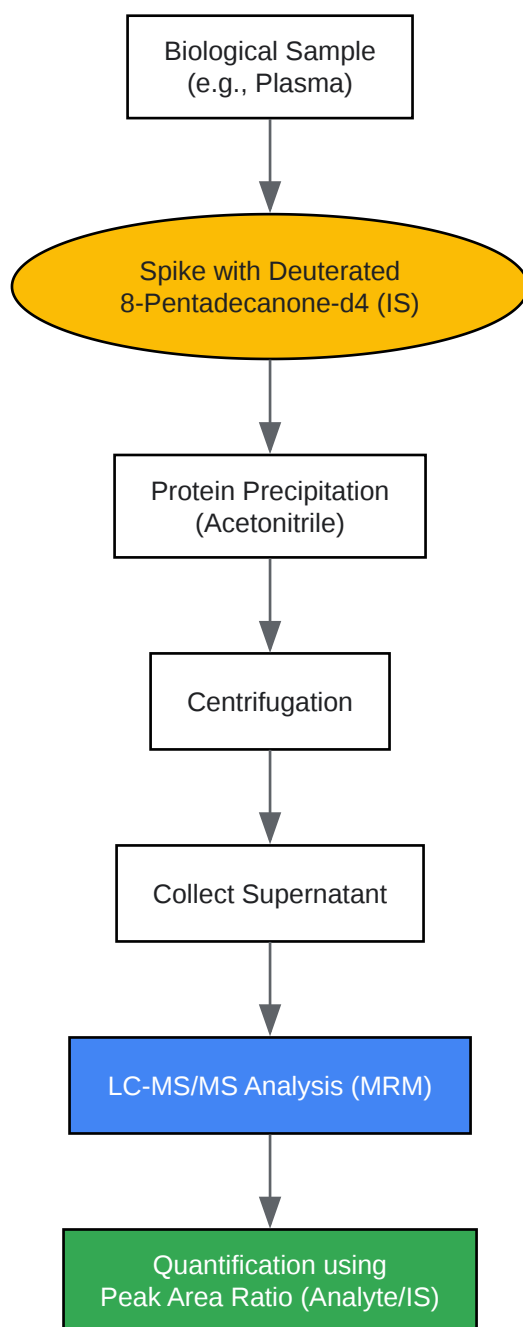 Biological Sample
(e.g., Plasma)
Spike with Deuterated
8-Pentadecanone-d4 (IS)
Protein Precipitation
(Acetonitrile)
Centrifugation
Collect Supernatant
LC-MS/MS Analysis (MRM)
Quantification using
Peak Area Ratio (Analyte/IS)